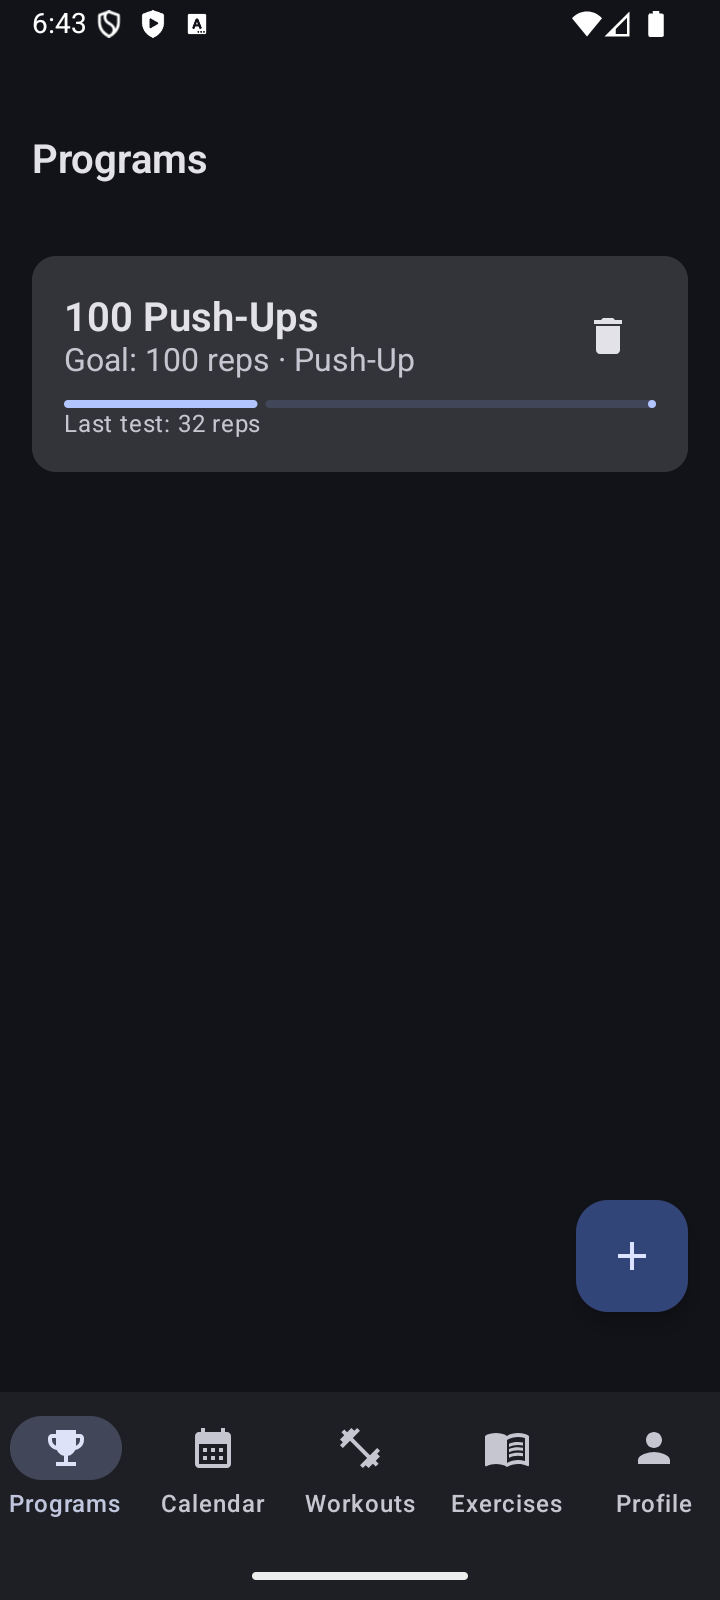 6:43
Programs
100 Push-Ups
Goal: 100 reps · Push-Up
Last test: 32 reps
Programs
Calendar
Workouts
Exercises
Profile